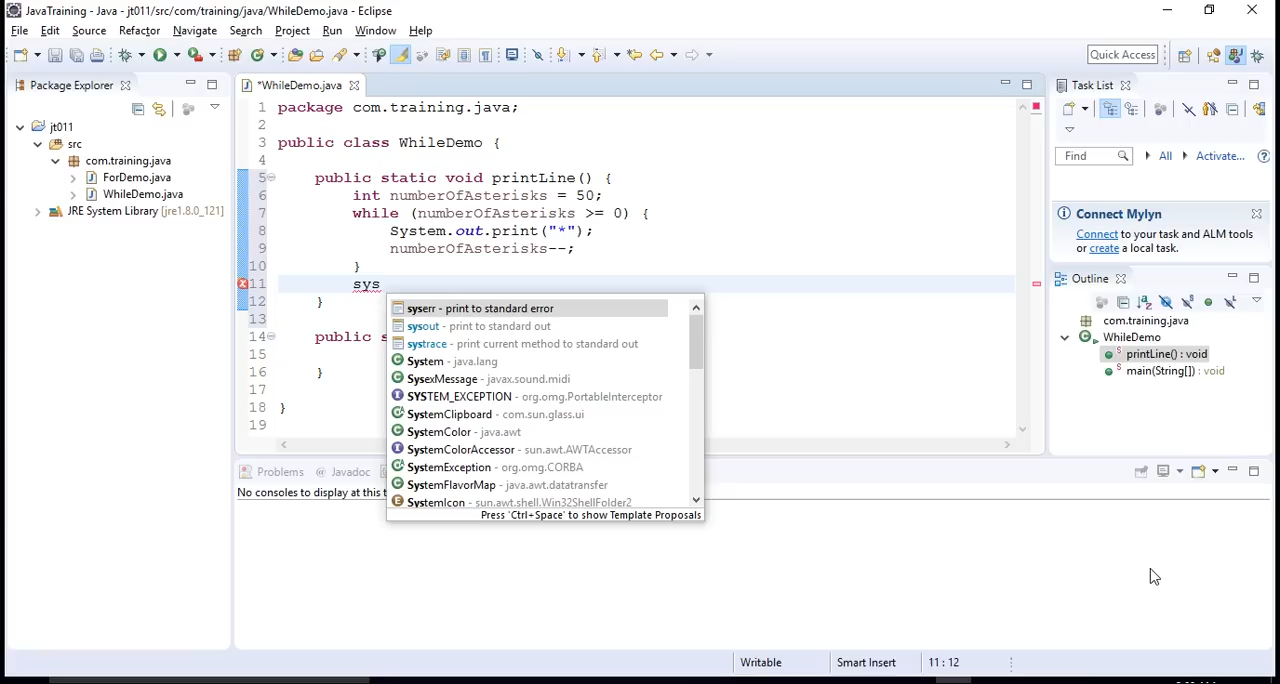 JavaTraining - Java - jt011/src/com/training/java/WhileDemo.java - Eclipse
File Edit Source Refactor Navigate Search Project Run Window Help
Quick Access
Package Explorer
*WhileDemo.java
Task List
jt011
src
com.training.java
ForDemo.java
WhileDemo.java
JRE System Library [jre1.8.0_121]
1 package com.training.java;
2
3 public class WhileDemo {
4
5 public static void printLine() {
6 int numberOfAsterisks = 50;
7 while (numberOfAsterisks >= 0) {
8 System.out.print("*");
9 numberOfAsterisks--;
10 }
11 sys
12 }
13
14 public s
15
16 }
17
18 }
19
syserr - print to standard error
sysout - print to standard out
systrace - print current method to standard out
System - java.lang
SysexMessage - javax.sound.midi
SYSTEM_EXCEPTION - org.omg.PortableInterceptor
SystemClipboard - com.sun.glass.ui
SystemColor - java.awt
SystemColorAccessor - sun.awt.AWTAccessor
SystemException - org.omg.CORBA
SystemFlavorMap - java.awt.datatransfer
SystemIcon - sun.awt.shell.Win32ShellFolder2
Press 'Ctrl+Space' to show Template Proposals
Find All Activate...
Connect Mylyn
Connect to your task and ALM tools
or create a local task.
Outline
com.training.java
WhileDemo
printLine() : void
main(String[]) : void
Problems @ Javadoc
No consoles to display at this t
Writable Smart Insert 11 : 12